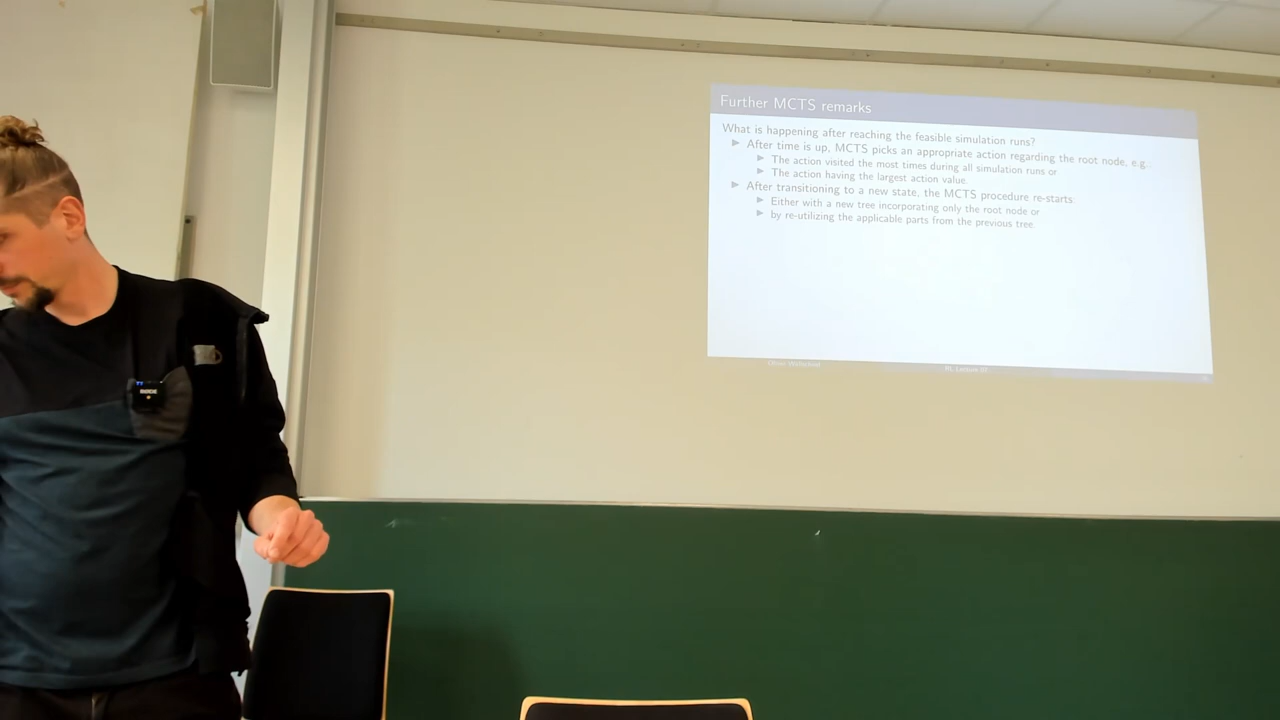 Further MCTS remarks
What is happening after reaching the feasible simulation runs?
After time is up, MCTS picks an appropriate action regarding the root node, e.g.,
The action visited the most times during all simulation runs or
The action having the largest action value.
After transitioning to a new state, the MCTS procedure re-starts:
Either with a new tree incorporating only the root node or
by re-utilizing the applicable parts from the previous tree.
RL Lecture